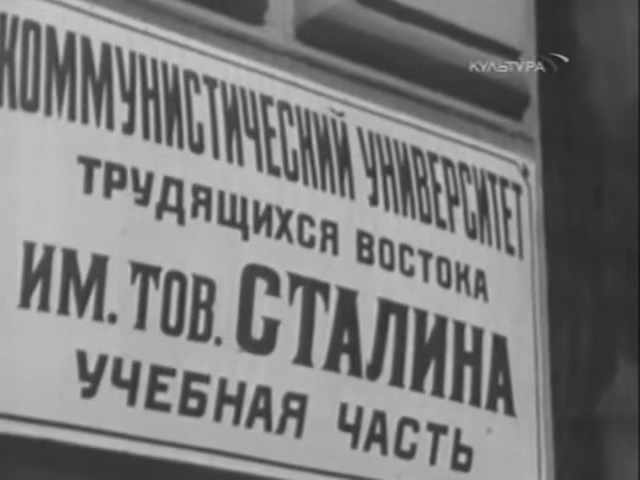 КУЛЬТУРА
КОММУНИСТИЧЕСКИЙ УНИВЕРСИТЕТ
ТРУДЯЩИХСЯ ВОСТОКА
ИМ. ТОВ. СТАЛИНА
УЧЕБНАЯ ЧАСТЬ